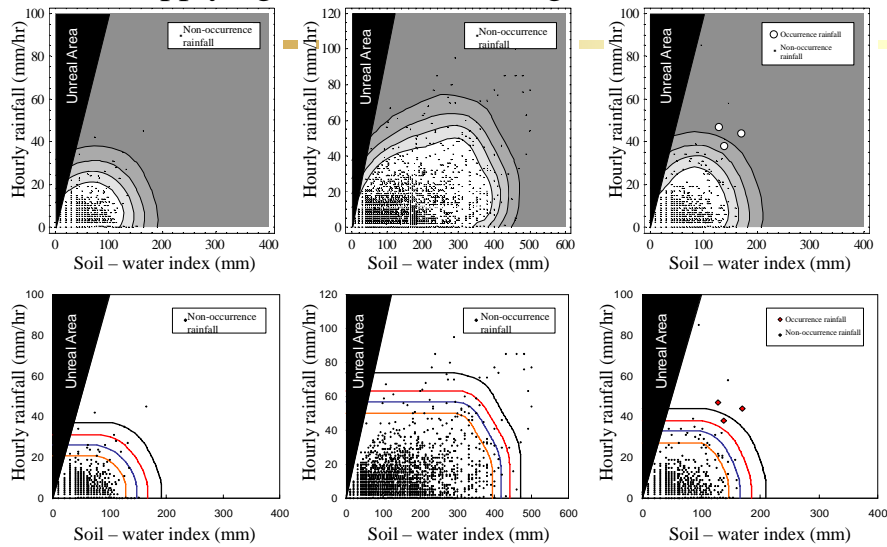 100
80
60
40
20
0
Hourly rainfall (mm/hr)
Unreal Area
Non-occurrence
rainfall
0 100 200 300 400
Soil – water index (mm)
120
100
80
60
40
20
0
Hourly rainfall (mm/hr)
Unreal Area
Non-occurrence
rainfall
0 100 200 300 400 500 600
Soil – water index (mm)
100
80
60
40
20
0
Hourly rainfall (mm/hr)
Unreal Area
Occurrence rainfall
Non-occurrence
rainfall
0 100 200 300 400
Soil – water index (mm)
100
80
60
40
20
0
Hourly rainfall (mm/hr)
Unreal Area
Non-occurrence
rainfall
0 100 200 300 400
Soil – water index (mm)
120
100
80
60
40
20
0
Hourly rainfall (mm/hr)
Unreal Area
Non-occurrence
rainfall
0 100 200 300 400 500 600
Soil – water index (mm)
100
80
60
40
20
0
Hourly rainfall (mm/hr)
Unreal Area
Occurrence rainfall
Non-occurrence rainfall
0 100 200 300 400
Soil – water index (mm)